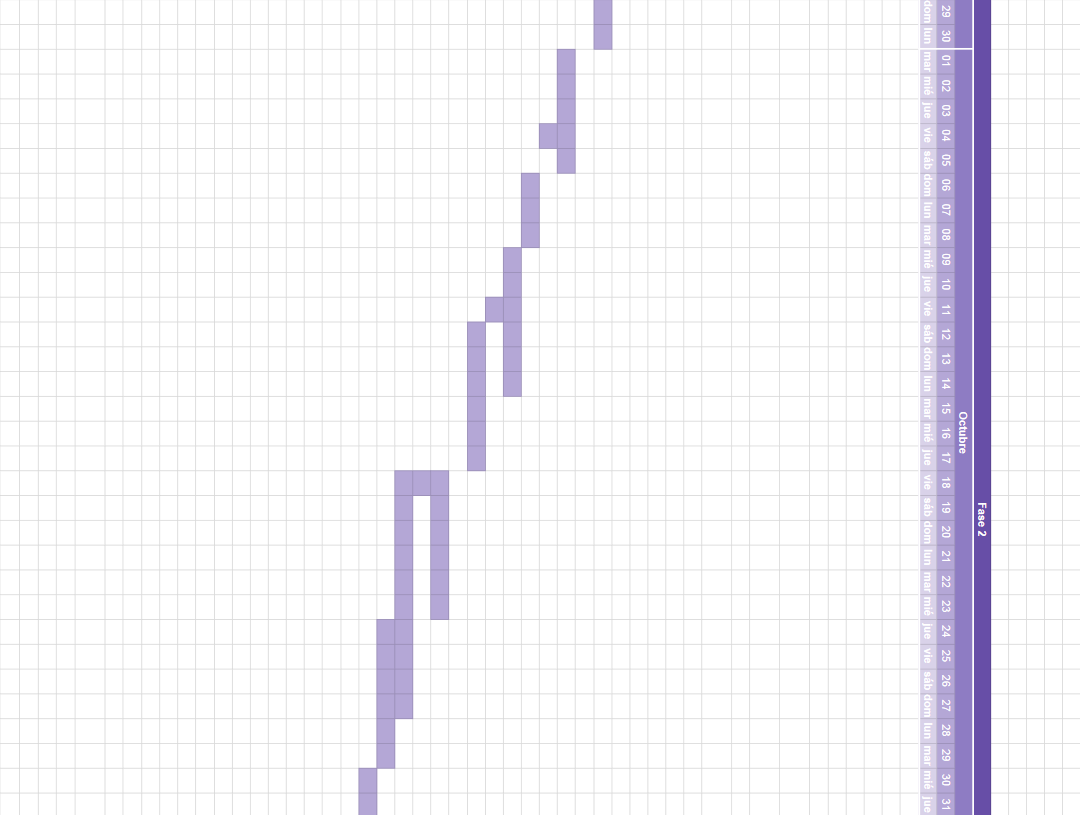 Fase 2
Octubre
29 30 01 02 03 04 05 06 07 08 09 10 11 12 13 14 15 16 17 18 19 20 21 22 23 24 25 26 27 28 29 30 31
dom lun mar mié jue vie sáb dom lun mar mié jue vie sáb dom lun mar mié jue vie sáb dom lun mar mié jue vie sáb dom lun mar mié jue